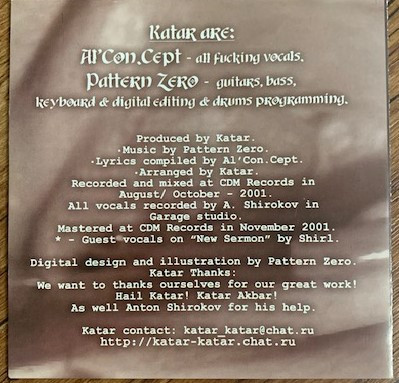 Katar are:
Al'Con.Cept - all fucking vocals.
Pattern Zero - guitars, bass,
keyboard & digital editing & drums programming.
Produced by Katar.
·Music by Pattern Zero.
·Lyrics compiled by Al'Con.Cept.
·Arranged by Katar.
Recorded and mixed at CDM Records in
August/ October - 2001.
All vocals recorded by A. Shirokov in
Garage studio.
Mastered at CDM Records in November 2001.
* - Guest vocals on "New Sermon" by Shirl.
Digital design and illustration by Pattern Zero.
Katar Thanks:
We want to thanks ourselves for our great work!
Hail Katar! Katar Akbar!
As well Anton Shirokov for his help.
Katar contact: katar_katar@chat.ru
http://katar-katar.chat.ru